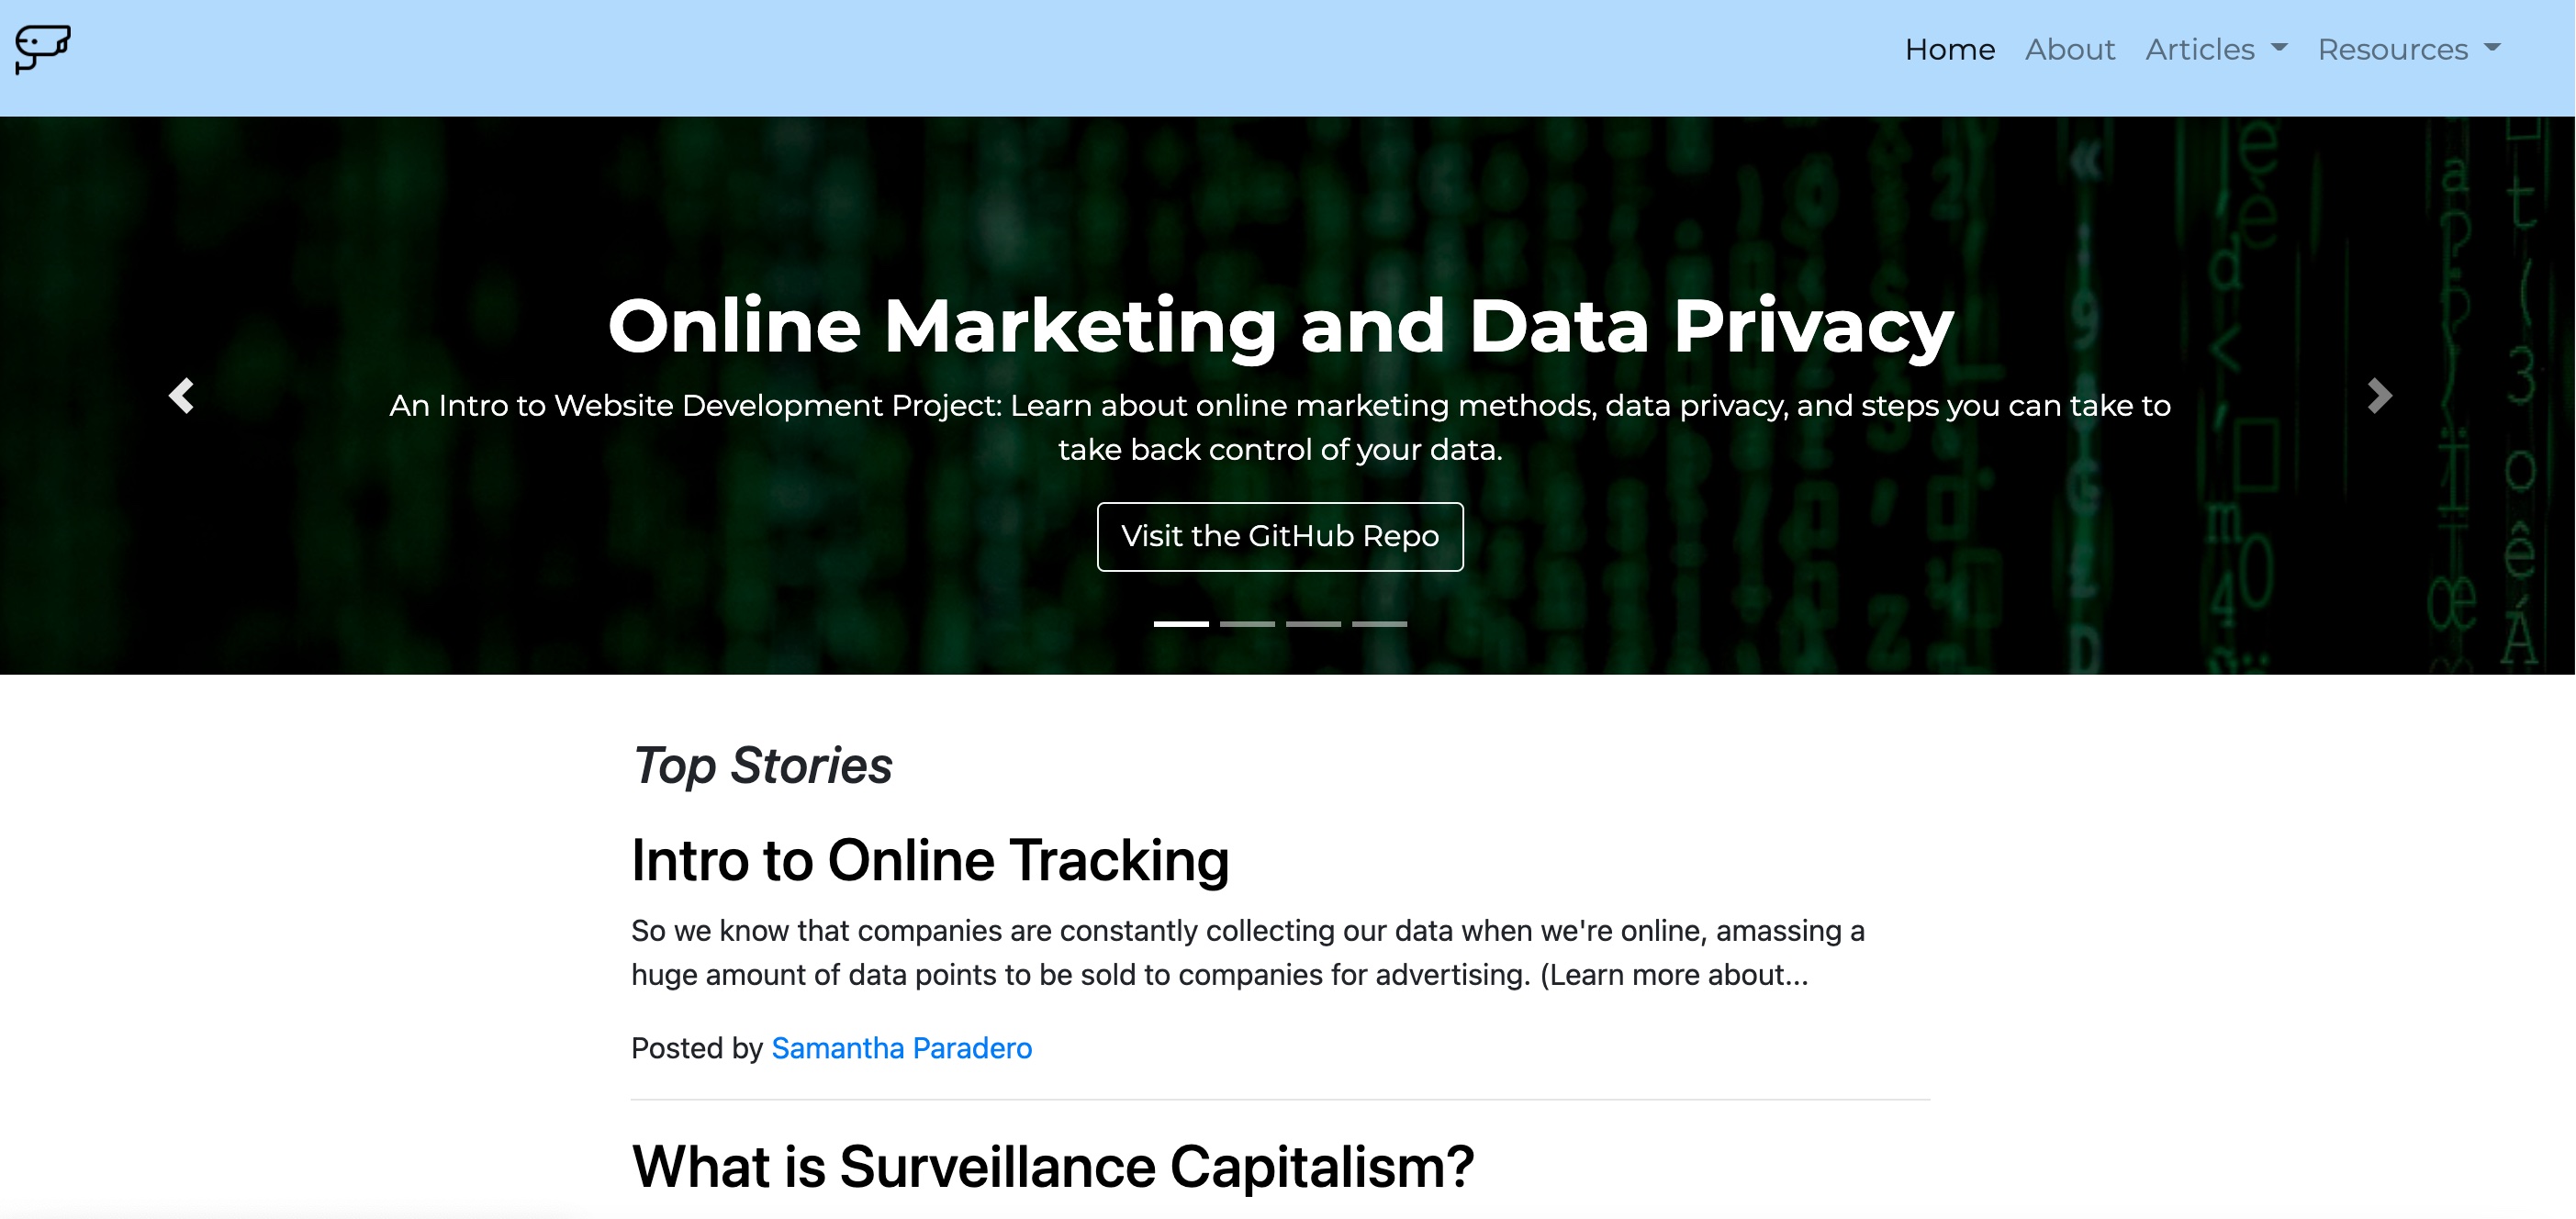 Home About Articles Resources
Online Marketing and Data Privacy
An Intro to Website Development Project: Learn about online marketing methods, data privacy, and steps you can take to
take back control of your data.
Visit the GitHub Repo
Top Stories
Intro to Online Tracking
So we know that companies are constantly collecting our data when we're online, amassing a
huge amount of data points to be sold to companies for advertising. (Learn more about...
Posted by Samantha Paradero
What is Surveillance Capitalism?